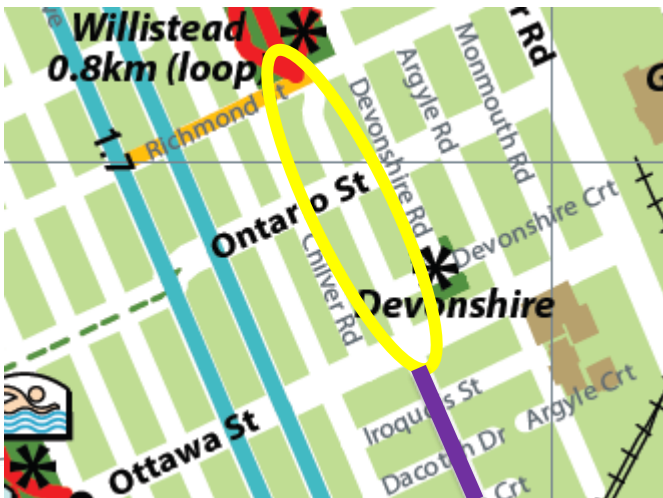 Willistead
0.8km (loop
r Rd
G
ve
1.7
Richmond St
Devonshire Rd
Argyle Rd
Monmouth Rd
Ontario St
Chilver Rd
Devonshire Crt
Devonshire
Ottawa St
Iroquois St
Argyle Crt
Dacotah Dr
Crt